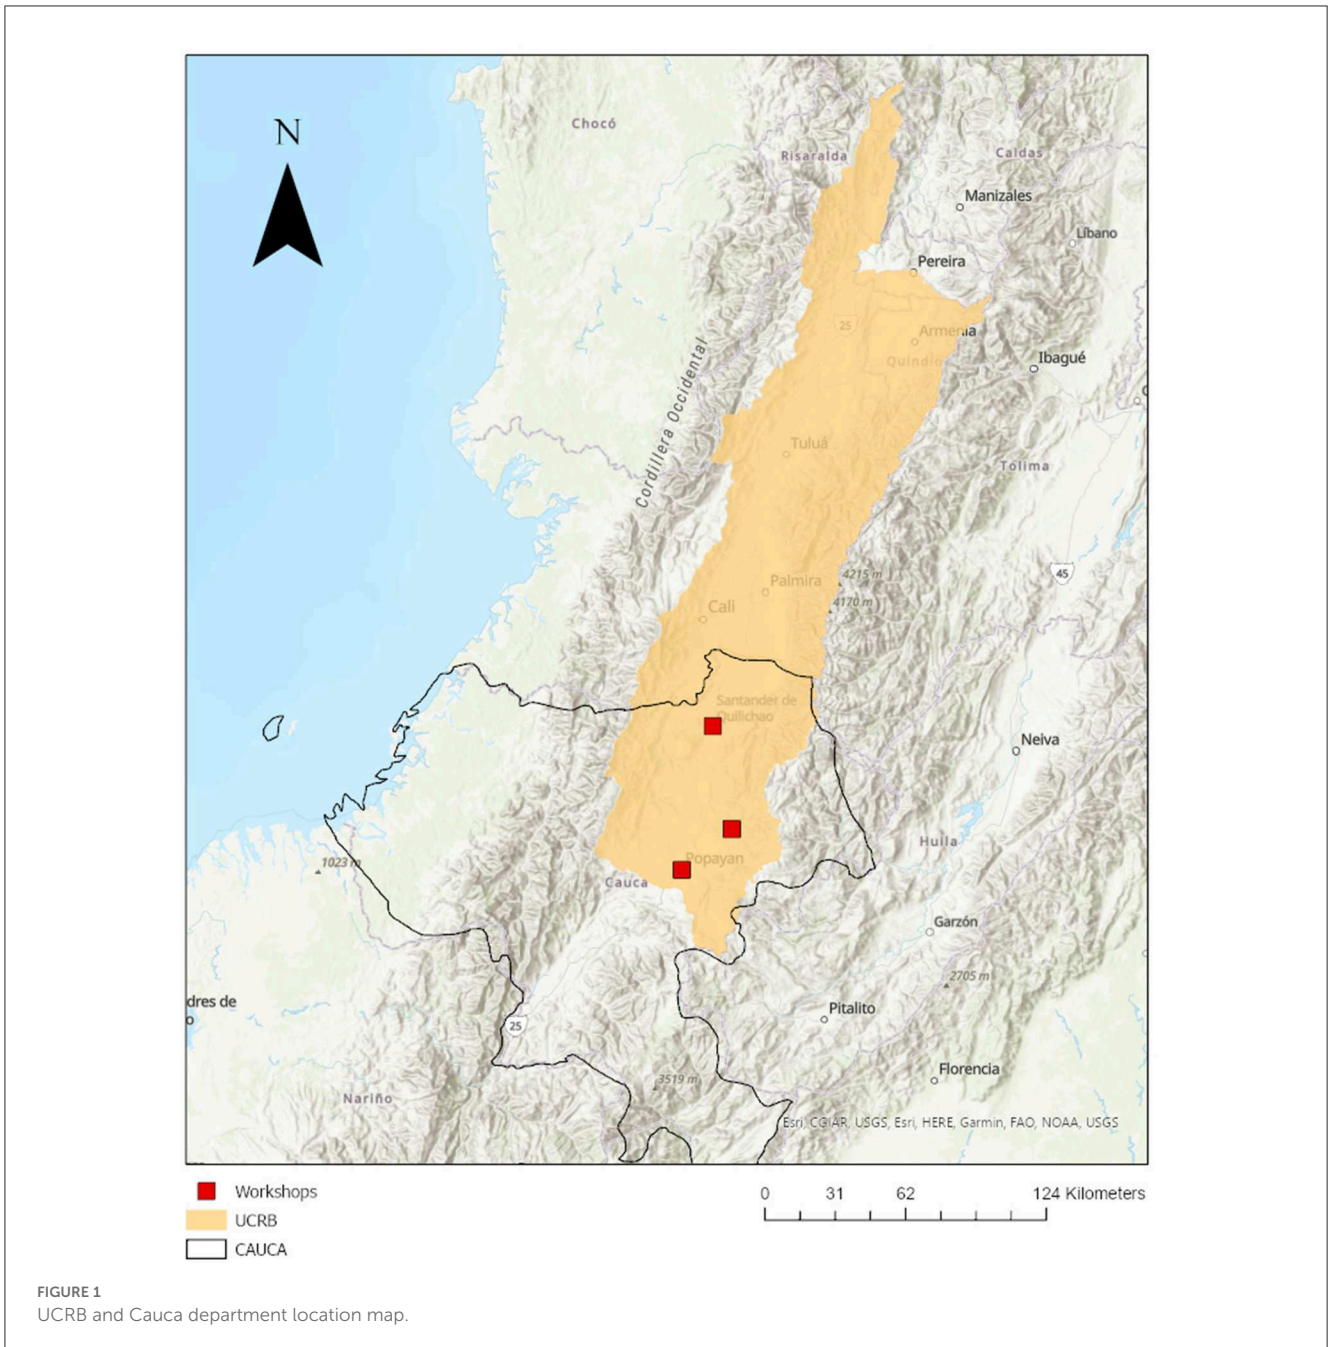 N
Chocó
Risaralda
Caldas
Manizales
Líbano
Pereira
25
Armenia
Quindío
Ibagué
Cordillera Occidental
Tuluá
Tolima
45
4215 m
Palmira
4170 m
Cali
Santander de
Quilichao
Neiva
Huila
1023 m
Popayan
Cauca
Garzón
2705 m
dres de
Pitalito
25
Florencia
3519 m
Nariño
Esri, CGIAR, USGS, Esri, HERE, Garmin, FAO, NOAA, USGS
Workshops
UCRB
CAUCA
0 31 62 124 Kilometers
FIGURE 1
UCRB and Cauca department location map.